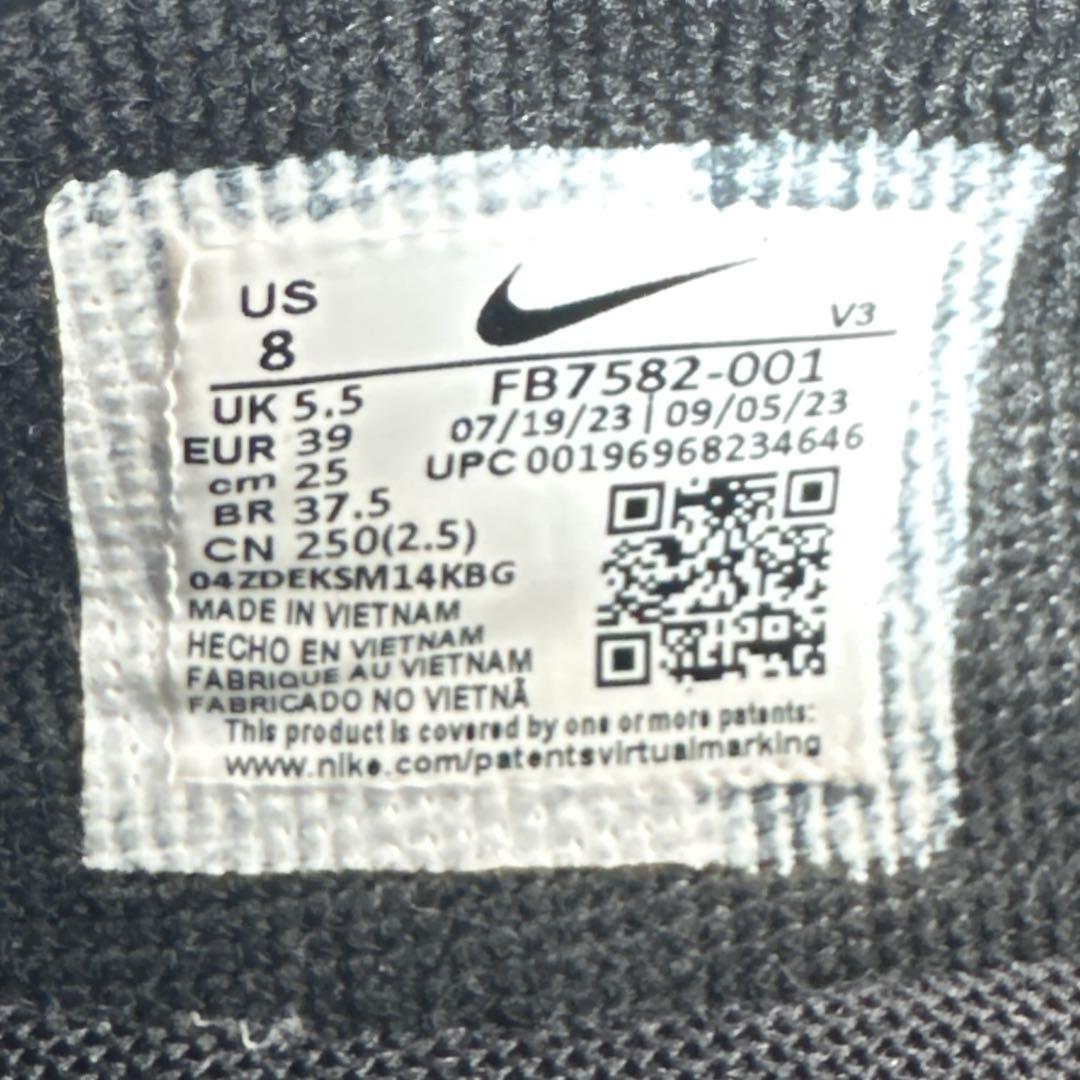 US
8
V3
UK 5.5
FB7582-001
EUR 39
07/19/23 | 09/05/23
cm 25
UPC 00196968234646
BR 37.5
CN 250(2.5)
04ZDEKSM14KBG
MADE IN VIETNAM
HECHO EN VIETNAM
FABRIQUE AU VIETNAM
FABRICADO NO VIETNÃ
This product is covered by one or more patents:
www.nike.com/patentsvirtualmarking